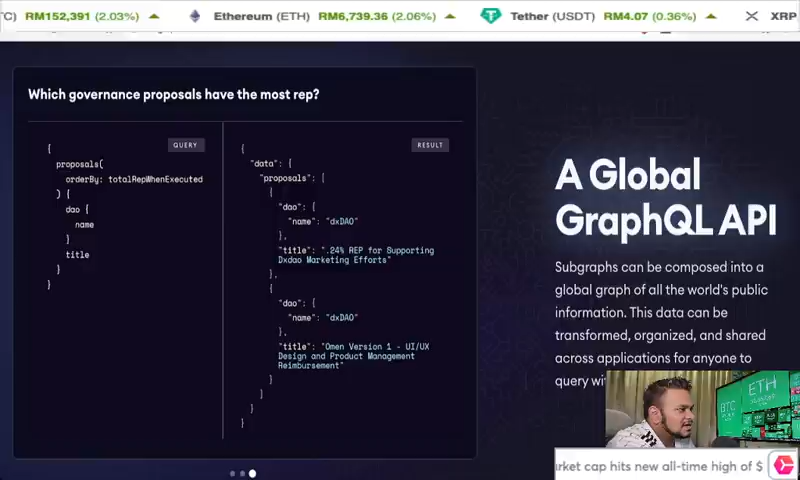 RM152,391 (2.03%) Ethereum (ETH) RM6,739.36 (2.06%) Tether (USDT) RM4.07 (0.36%) XRP
Which governance proposals have the most rep?
QUERY
{
proposals(
orderBy: totalRepWhenExecuted
) {
dao {
name
}
title
}
}
RESULT
{
"data": {
"proposals": [
{
"dao": {
"name": "dxDAO"
},
"title": ".24% REP for Supporting
Dxdao Marketing Efforts"
},
{
"dao": {
"name": "dxDAO"
},
"title": "Omen Version 1 - UI/UX
Design and Product Management
Reimbursement"
}
]
}
}
A Global
GraphQL API
Subgraphs can be composed into a
global graph of all the world's public
information. This data can be
transformed, organized, and shared
across applications for anyone to
query
BTC
ETH
market cap hits new all-time high of $